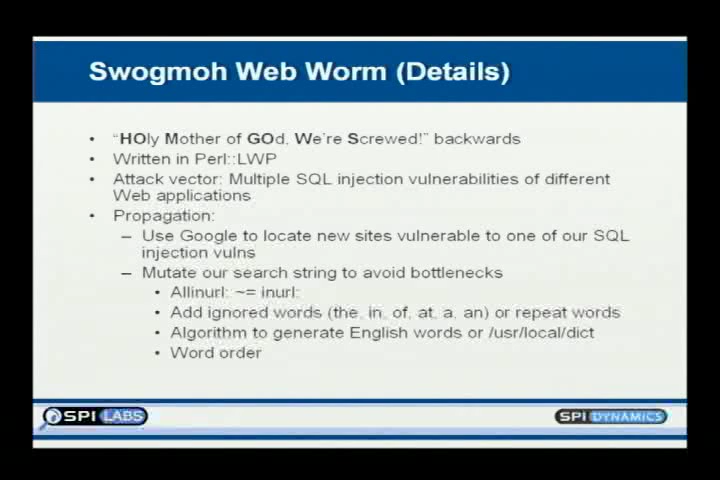 Swogmoh Web Worm (Details)
• "HOly Mother of GOd, We're Screwed!" backwards
• Written in Perl::LWP
• Attack vector: Multiple SQL injection vulnerabilities of different
Web applications
• Propagation:
– Use Google to locate new sites vulnerable to one of our SQL
injection vulns
– Mutate our search string to avoid bottlenecks
• Allinurl: ~= inurl:
• Add ignored words (the, in, of, at, a, an) or repeat words
• Algorithm to generate English words or /usr/local/dict
• Word order
SPI LABS
SPI DYNAMICS